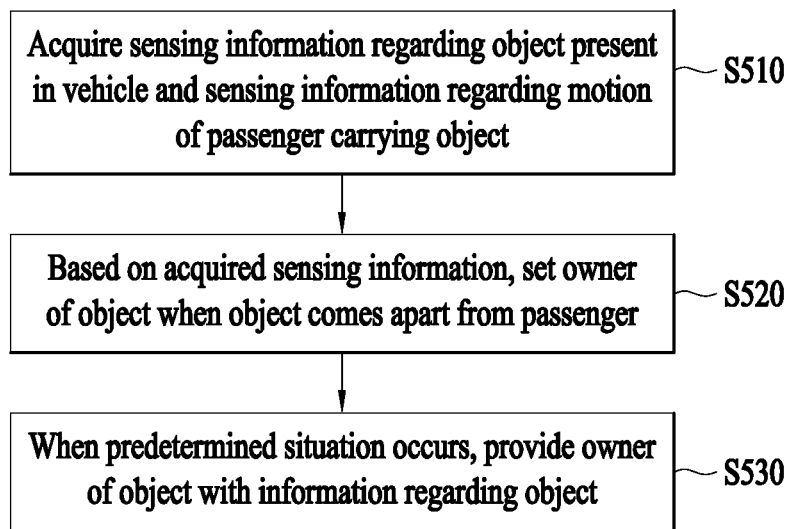 Acquire sensing information regarding object present
in vehicle and sensing information regarding motion
of passenger carrying object
S510
Based on acquired sensing information, set owner
of object when object comes apart from passenger
S520
When predetermined situation occurs, provide owner
of object with information regarding object
S530